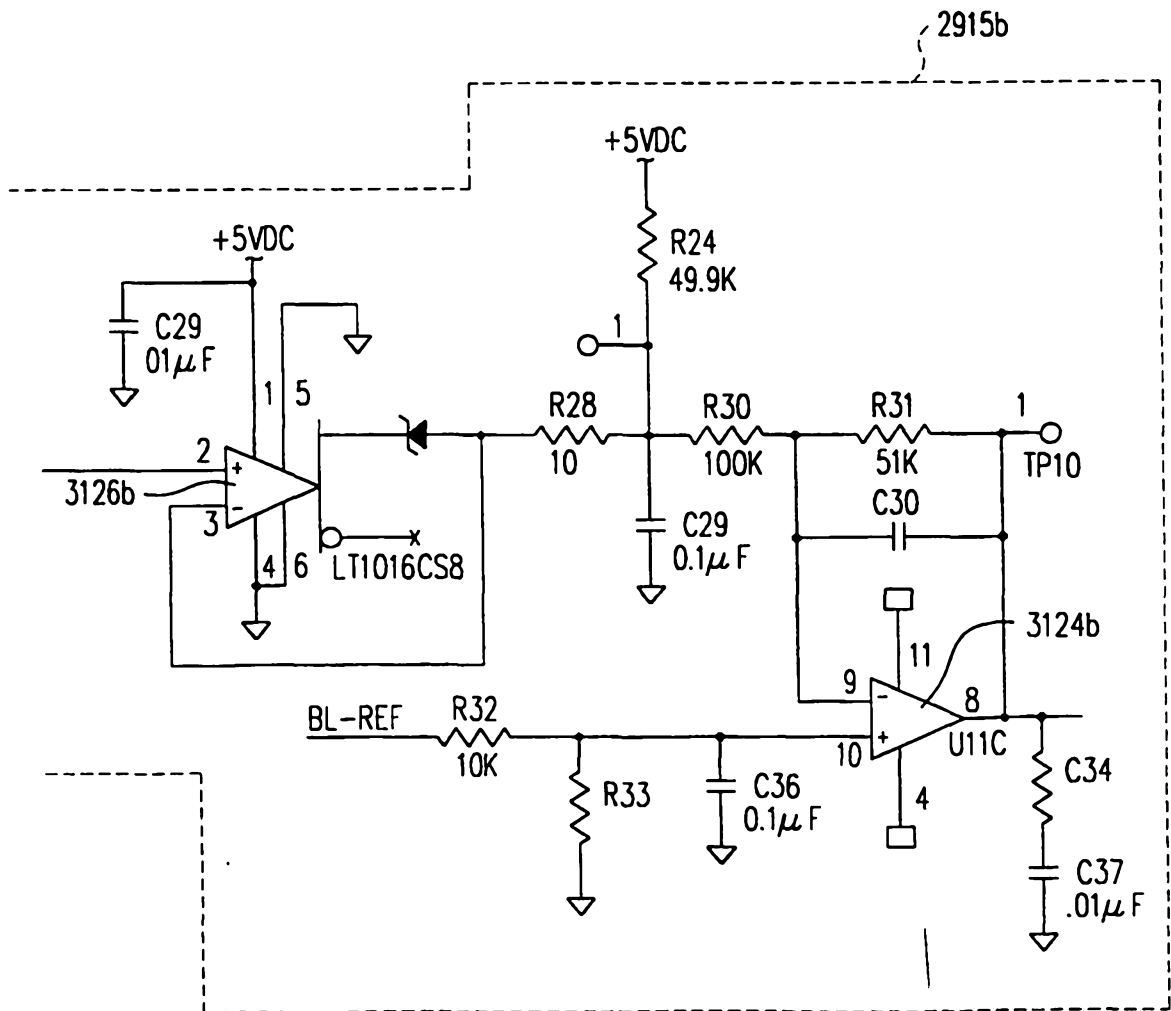 2915b
+5VDC
R24
49.9K
+5VDC
C29
01μF
1
5
1
R28
10
R30
100K
R31
51K
1
TP10
2
+
3126b
-
3
4
6
x
LT1016CS8
C29
0.1μF
C30
11
3124b
9
-
8
BL-REF
R32
10K
10
+
U11C
R33
C36
0.1μF
4
C34
C37
.01μF